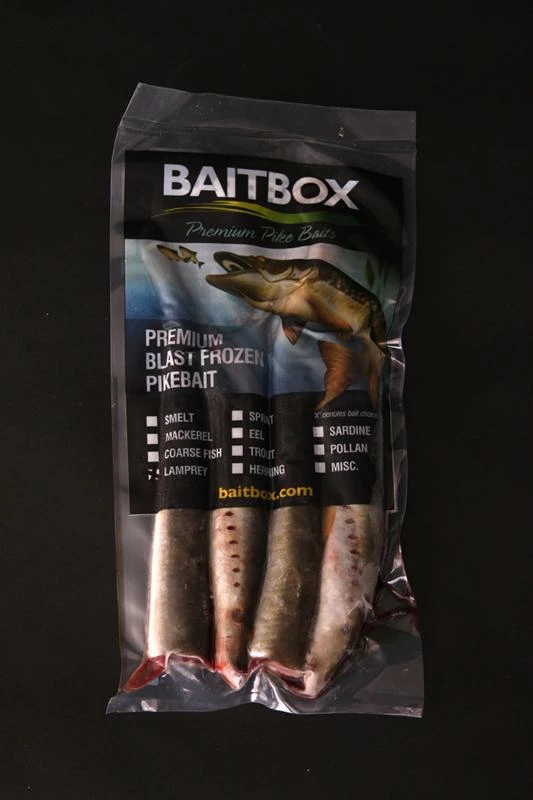 BAITBOX
Premium Pike Baits
PREMIUM
BLAST FROZEN
PIKEBAIT
'X' denotes bait choice
SMELT
MACKEREL
COARSE FISH
LAMPREY
SPRAT
EEL
TROUT
HERRING
SARDINE
POLLAN
MISC.
baitbox.com